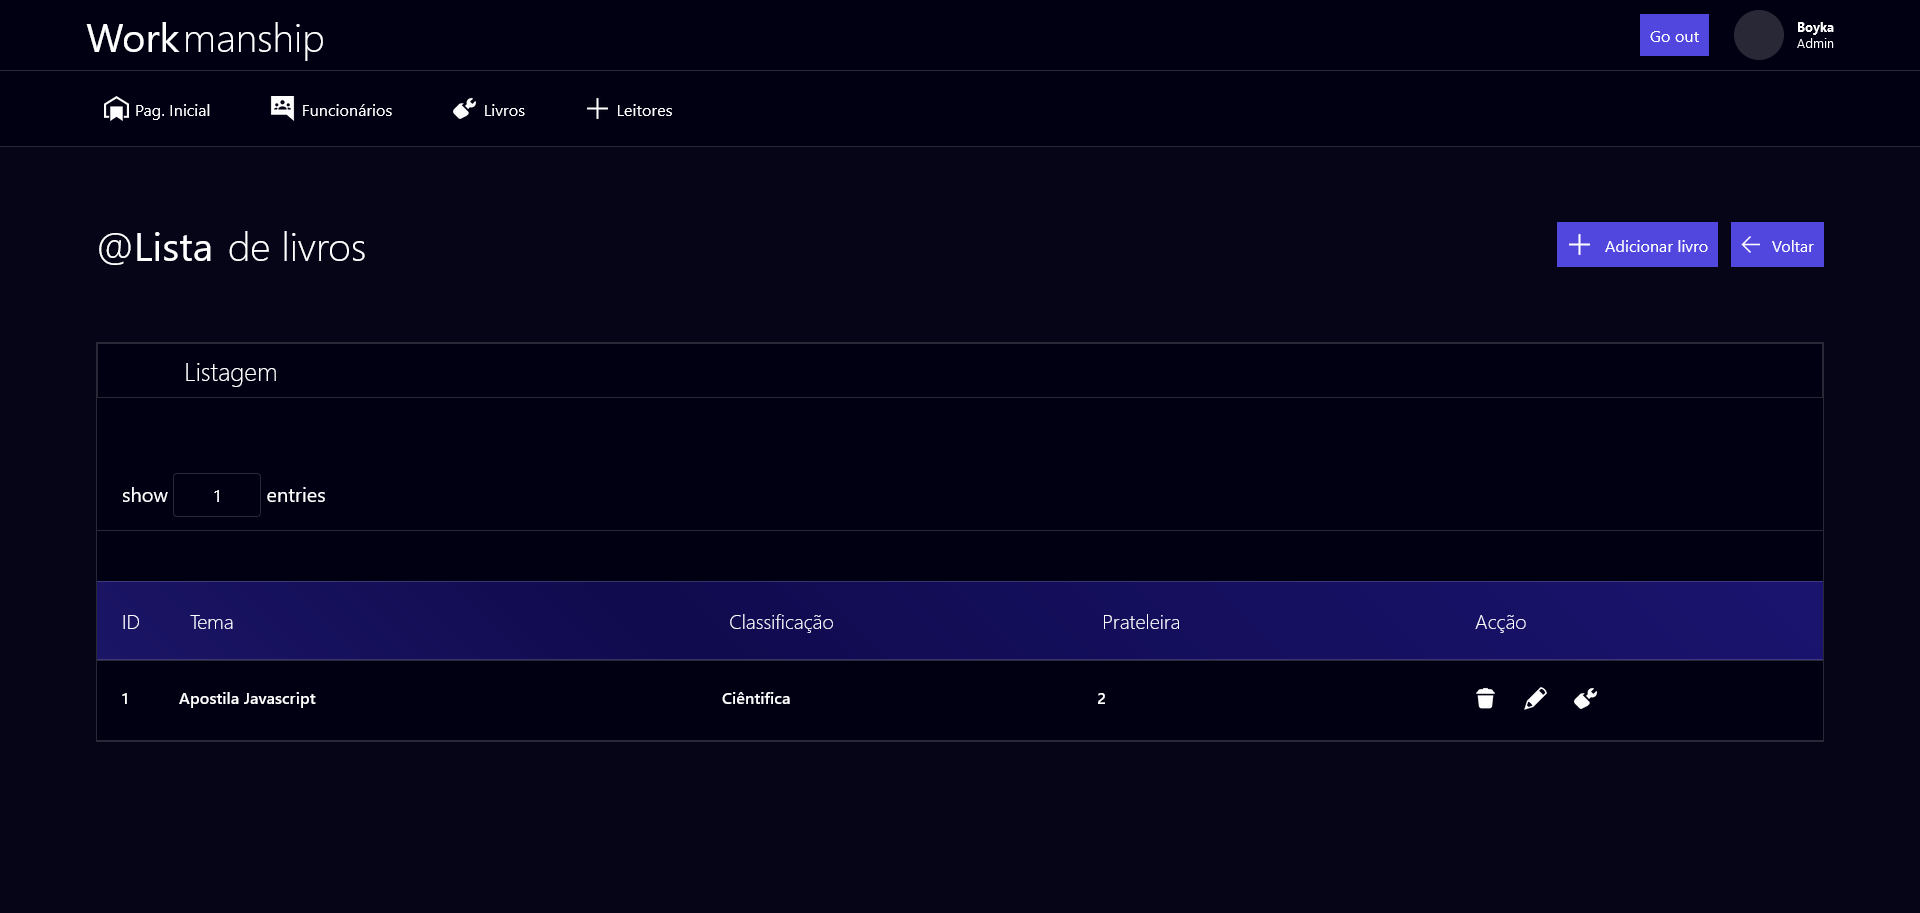 Workmanship
Go out
Boyka
Admin
Pag. Inicial
Funcionários
Livros
Leitores
@Lista de livros
Adicionar livro
Voltar
Listagem
show 1 entries
ID Tema Classificação Prateleira Acção
1 Apostila Javascript Ciêntifica 2